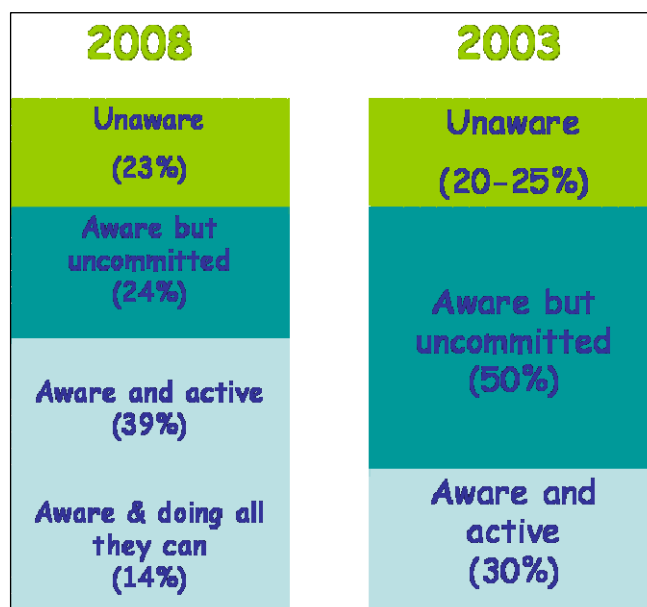 2008
Unaware
(23%)
Aware but
uncommitted
(24%)
Aware and active
(39%)
Aware & doing all
they can
(14%)
2003
Unaware
(20-25%)
Aware but
uncommitted
(50%)
Aware and
active
(30%)